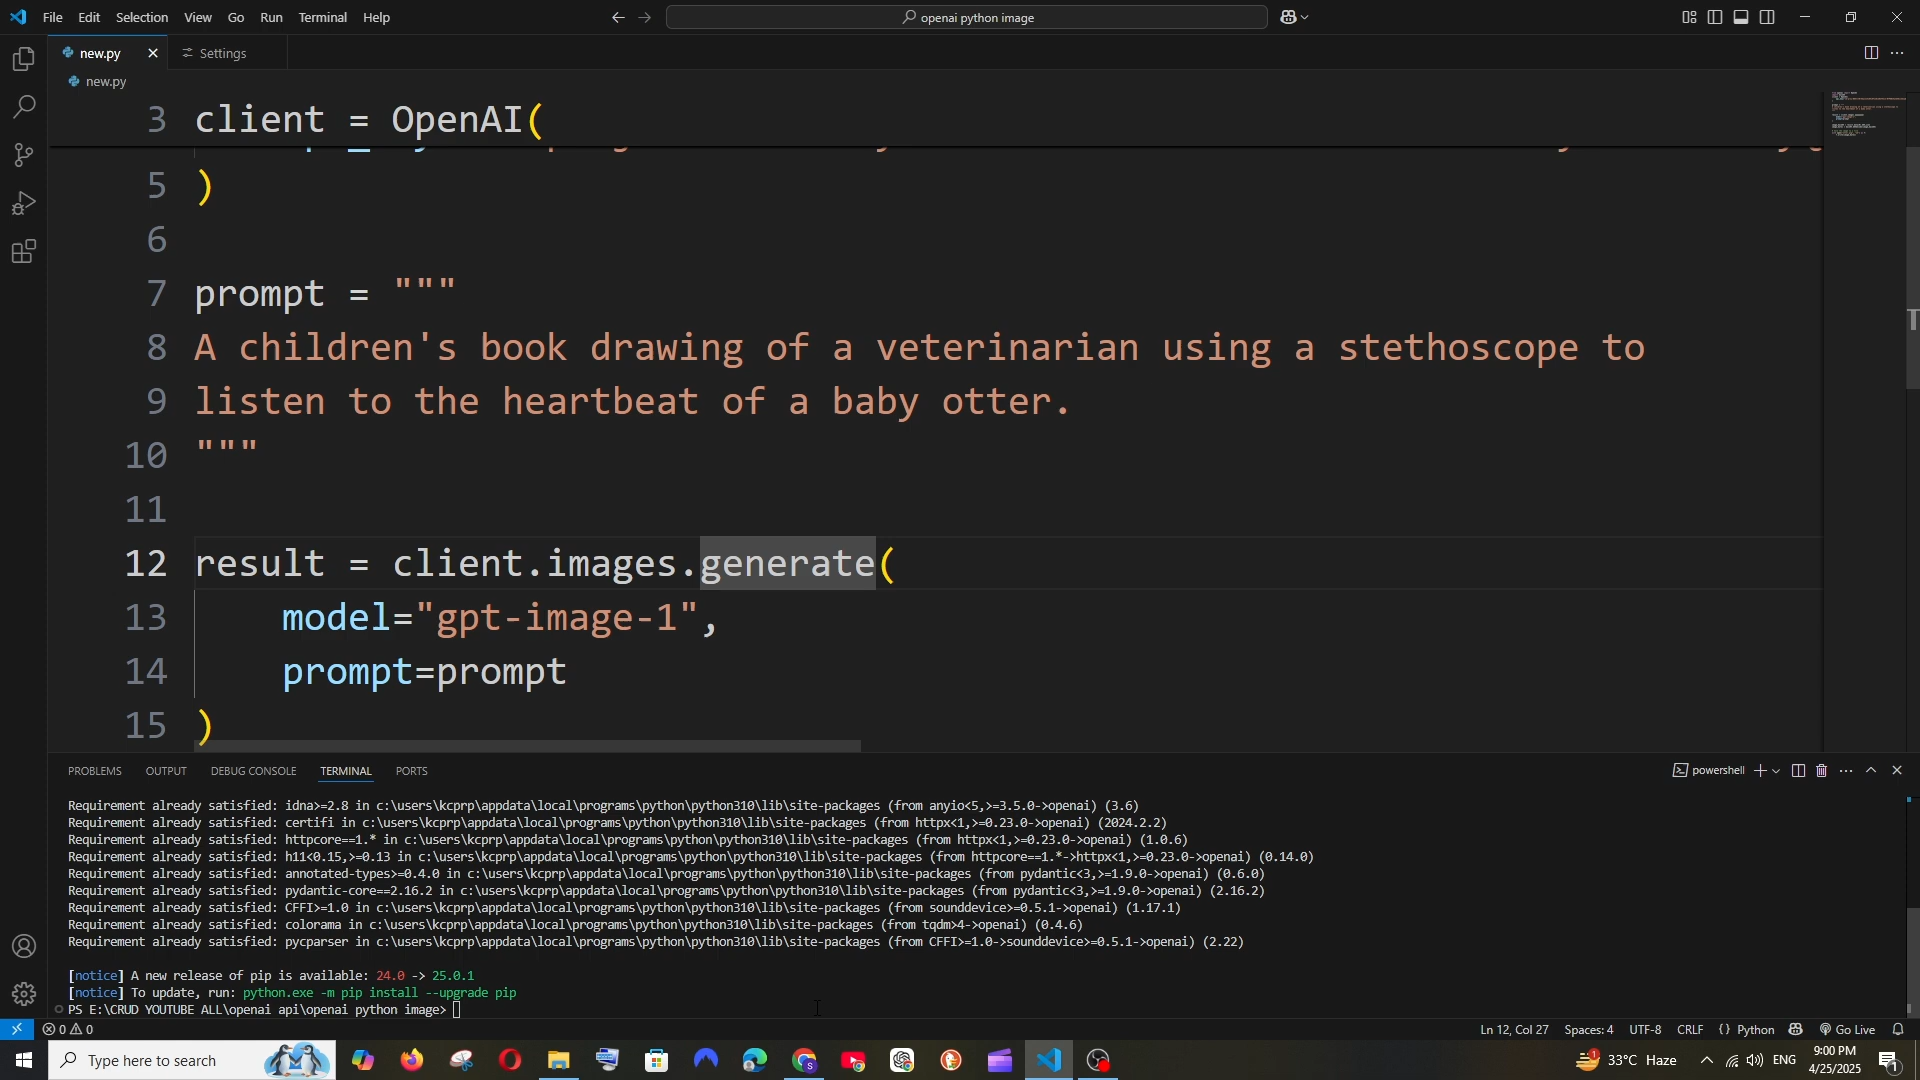 File Edit Selection View Go Run Terminal Help
openai python image
new.py
Settings
new.py
3 client = OpenAI(
5 )
6
7 prompt = """
8 A children's book drawing of a veterinarian using a stethoscope to
9 listen to the heartbeat of a baby otter.
10 """
11
12 result = client.images.generate(
13 model="gpt-image-1",
14 prompt=prompt
15 )
PROBLEMS OUTPUT DEBUG CONSOLE TERMINAL PORTS
powershell
Requirement already satisfied: idna>=2.8 in c:\users\kcprp\appdata\local\programs\python\python310\lib\site-packages (from anyio<5,>=3.5.0->openai) (3.6)
Requirement already satisfied: certifi in c:\users\kcprp\appdata\local\programs\python\python310\lib\site-packages (from httpx<1,>=0.23.0->openai) (2024.2.2)
Requirement already satisfied: httpcore==1.* in c:\users\kcprp\appdata\local\programs\python\python310\lib\site-packages (from httpx<1,>=0.23.0->openai) (1.0.6)
Requirement already satisfied: h11<0.15,>=0.13 in c:\users\kcprp\appdata\local\programs\python\python310\lib\site-packages (from httpcore==1.*->httpx<1,>=0.23.0->openai) (0.14.0)
Requirement already satisfied: annotated-types>=0.4.0 in c:\users\kcprp\appdata\local\programs\python\python310\lib\site-packages (from pydantic<3,>=1.9.0->openai) (0.6.0)
Requirement already satisfied: pydantic-core==2.16.2 in c:\users\kcprp\appdata\local\programs\python\python310\lib\site-packages (from pydantic<3,>=1.9.0->openai) (2.16.2)
Requirement already satisfied: CFFI>=1.0 in c:\users\kcprp\appdata\local\programs\python\python310\lib\site-packages (from sounddevice>=0.5.1->openai) (1.17.1)
Requirement already satisfied: colorama in c:\users\kcprp\appdata\local\programs\python\python310\lib\site-packages (from tqdm>4->openai) (0.4.6)
Requirement already satisfied: pycparser in c:\users\kcprp\appdata\local\programs\python\python310\lib\site-packages (from CFFI>=1.0->sounddevice>=0.5.1->openai) (2.22)
[notice] A new release of pip is available: 24.0 -> 25.0.1
[notice] To update, run: python.exe -m pip install --upgrade pip
PS E:\CRUD YOUTUBE ALL\openai api\openai python image>
0 0 Ln 12, Col 27 Spaces: 4 UTF-8 CRLF {} Python Go Live
Type here to search
33°C Haze
ENG
9:00 PM
4/25/2025
1